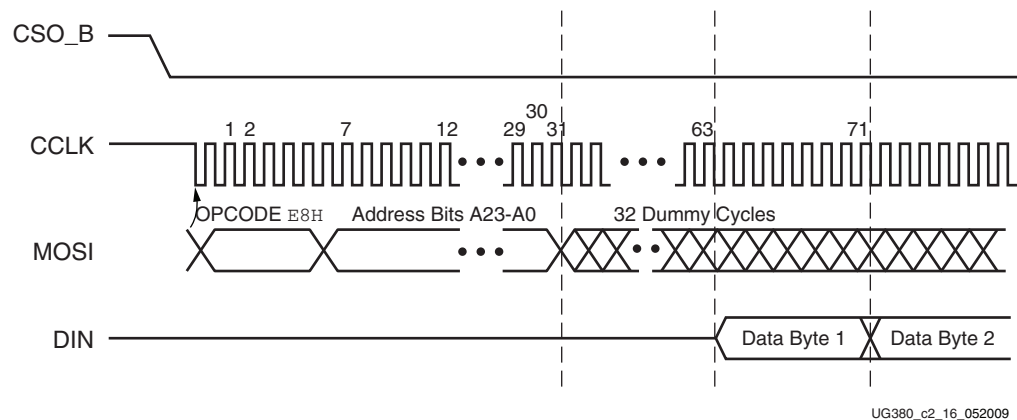 CSO_B
30
1 2 7 12 29 31 63 71
CCLK
OPCODE E8H Address Bits A23-A0 32 Dummy Cycles
MOSI
DIN Data Byte 1 Data Byte 2
UG380_c2_16_052009